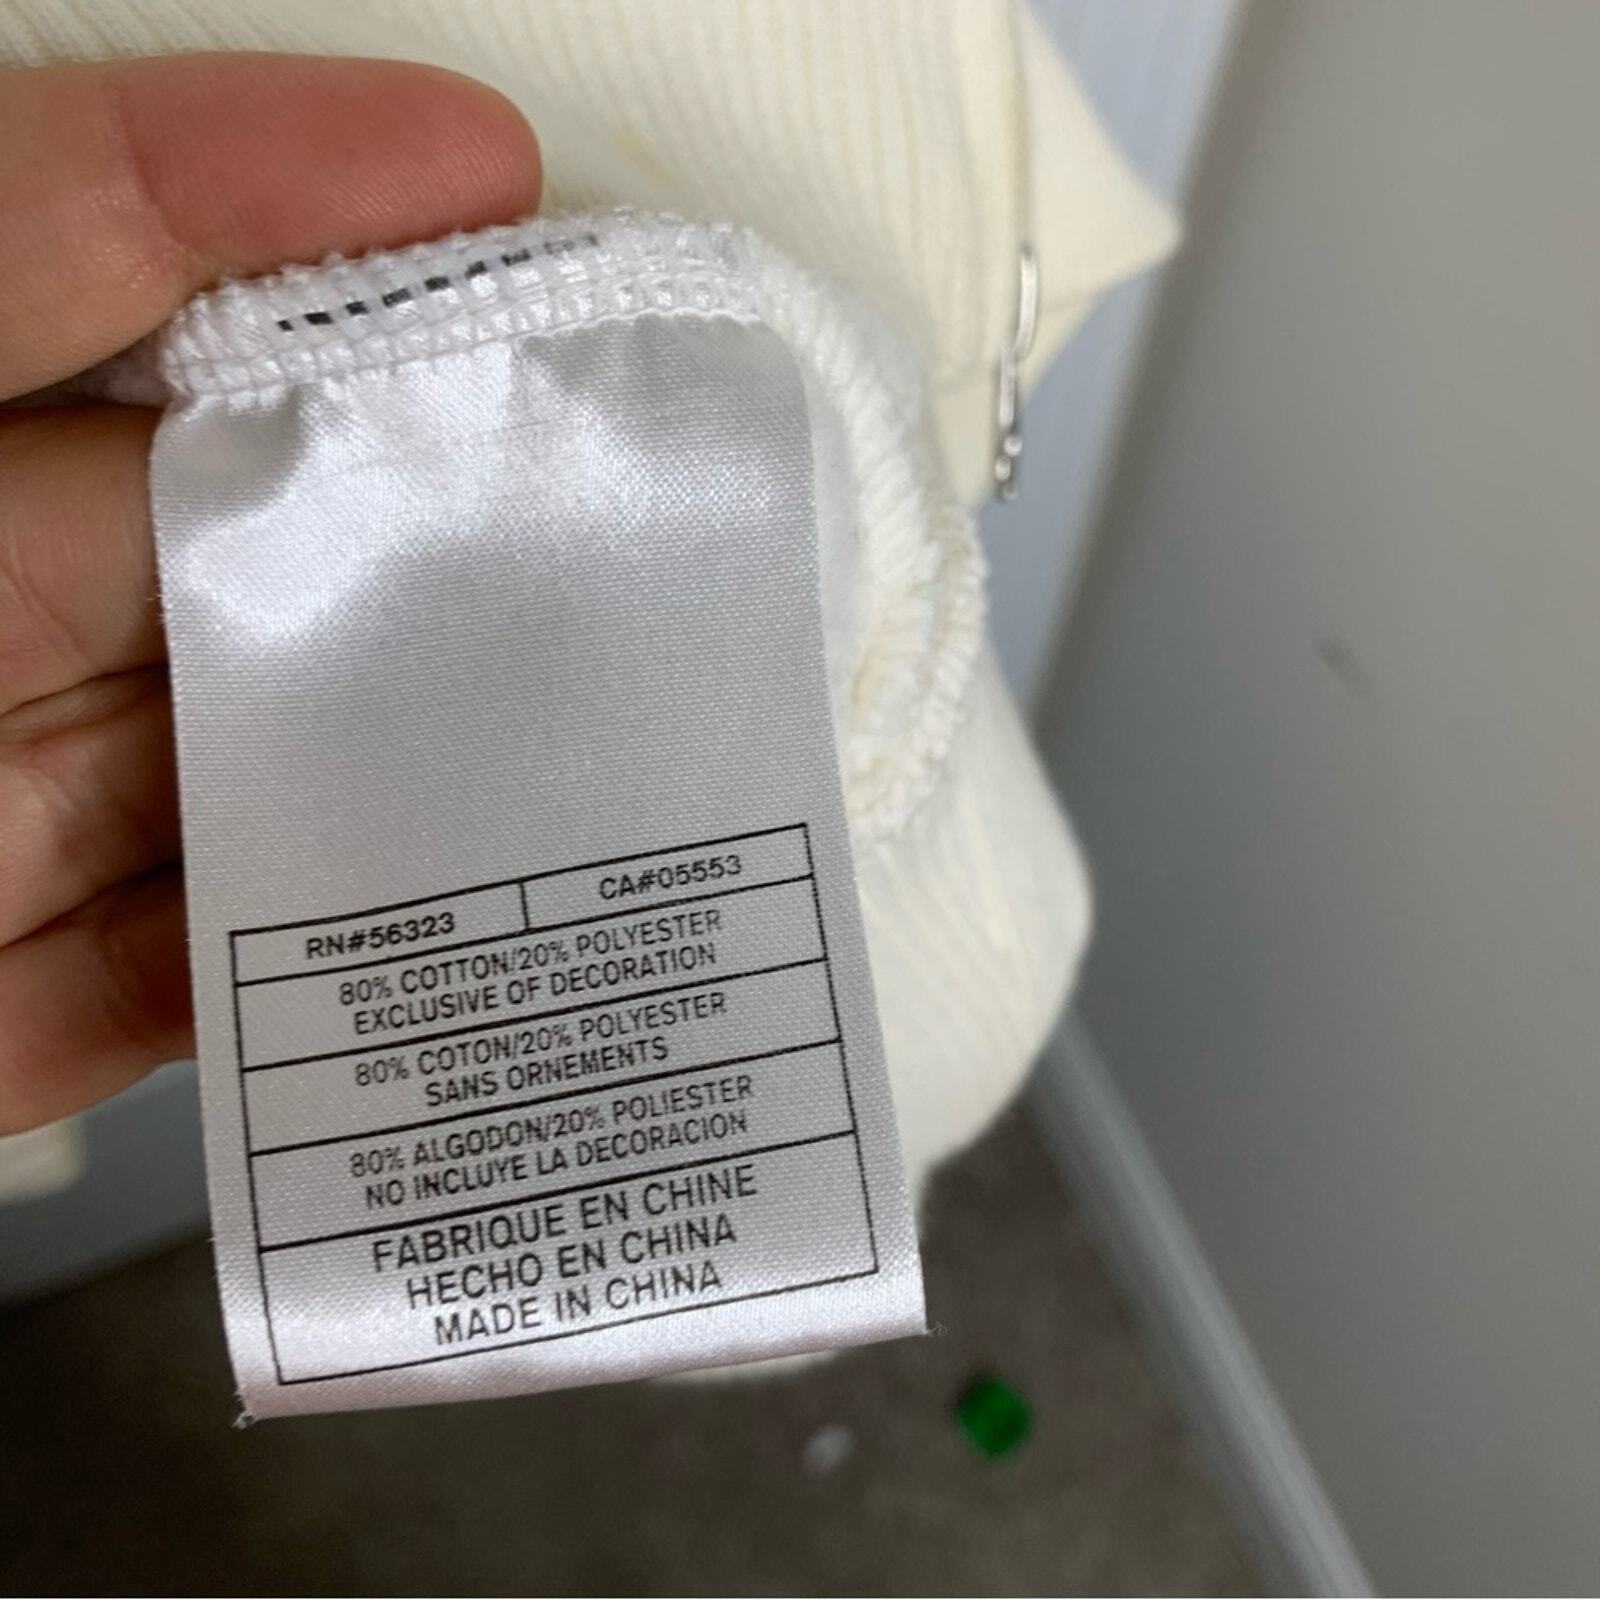 RN#56323 CA#05553
80% COTTON/20% POLYESTER
EXCLUSIVE OF DECORATION
80% COTON/20% POLYESTER
SANS ORNEMENTS
80% ALGODON/20% POLIESTER
NO INCLUYE LA DECORACION
FABRIQUE EN CHINE
HECHO EN CHINA
MADE IN CHINA